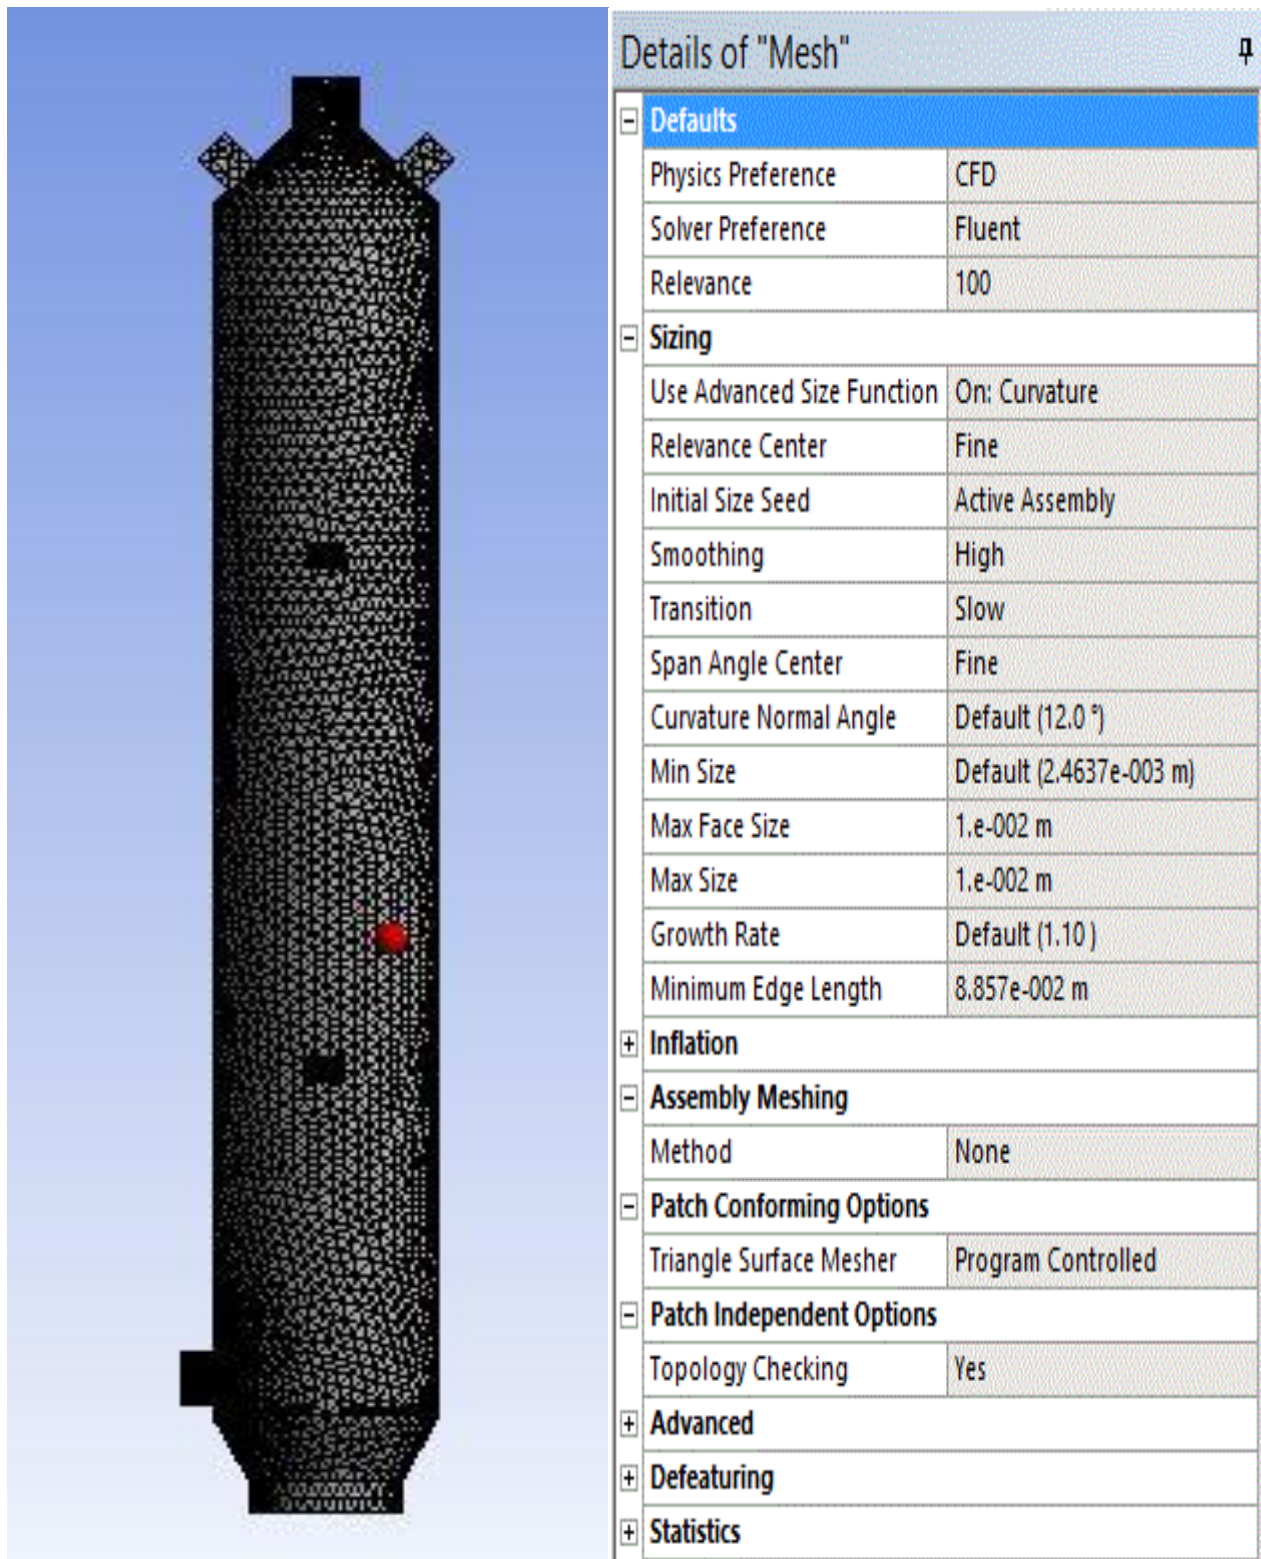 Details of "Mesh"
Defaults
Physics Preference CFD
Solver Preference Fluent
Relevance 100
Sizing
Use Advanced Size Function On: Curvature
Relevance Center Fine
Initial Size Seed Active Assembly
Smoothing High
Transition Slow
Span Angle Center Fine
Curvature Normal Angle Default (12.0 °)
Min Size Default (2.4637e-003 m)
Max Face Size 1.e-002 m
Max Size 1.e-002 m
Growth Rate Default (1.10 )
Minimum Edge Length 8.857e-002 m
Inflation
Assembly Meshing
Method None
Patch Conforming Options
Triangle Surface Mesher Program Controlled
Patch Independent Options
Topology Checking Yes
Advanced
Defeaturing
Statistics